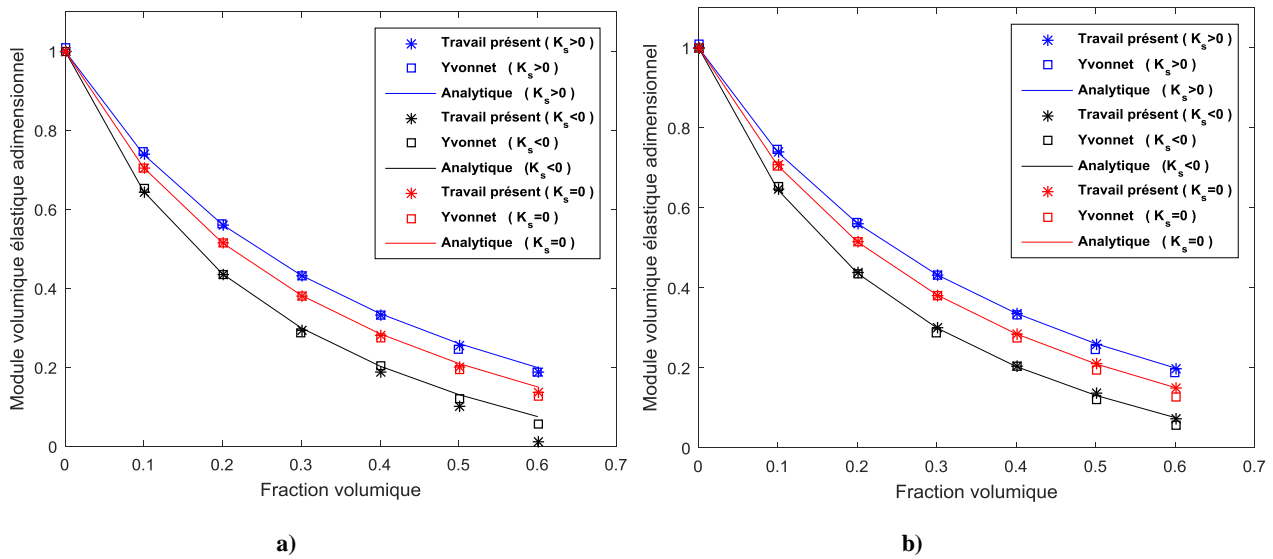 Module volumique élastique adimensionnel
1
0.8
0.6
0.4
0.2
0
0 0.1 0.2 0.3 0.4 0.5 0.6 0.7
Fraction volumique
Travail présent ( Ks>0 )
Yvonnet ( Ks>0 )
Analytique ( Ks>0 )
Travail présent ( Ks<0 )
Yvonnet ( Ks<0 )
Analytique (Ks<0 )
Travail présent ( Ks=0 )
Yvonnet ( Ks=0 )
Analytique ( Ks=0 )
a)
Module volumique élastique adimensionnel
1
0.8
0.6
0.4
0.2
0
0 0.1 0.2 0.3 0.4 0.5 0.6 0.7
Fraction volumique
Travail présent ( Ks>0 )
Yvonnet ( Ks>0 )
Analytique ( Ks>0 )
Travail présent ( Ks<0 )
Yvonnet ( Ks<0 )
Analytique (Ks<0 )
Travail présent ( Ks=0 )
Yvonnet ( Ks=0 )
Analytique ( Ks=0 )
b)